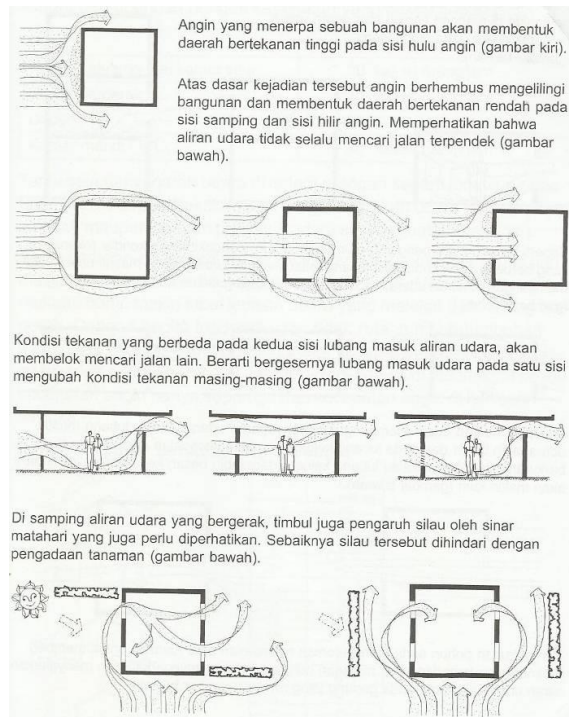 Angin yang menerpa sebuah bangunan akan membentuk
daerah bertekanan tinggi pada sisi hulu angin (gambar kiri).
Atas dasar kejadian tersebut angin berhembus mengelilingi
bangunan dan membentuk daerah bertekanan rendah pada
sisi samping dan sisi hilir angin. Memperhatikan bahwa
aliran udara tidak selalu mencari jalan terpendek (gambar
bawah).
Kondisi tekanan yang berbeda pada kedua sisi lubang masuk aliran udara, akan
membelok mencari jalan lain. Berarti bergesernya lubang masuk udara pada satu sisi
mengubah kondisi tekanan masing-masing (gambar bawah).
Di samping aliran udara yang bergerak, timbul juga pengaruh silau oleh sinar
matahari yang juga perlu diperhatikan. Sebaiknya silau tersebut dihindari dengan
pengadaan tanaman (gambar bawah).